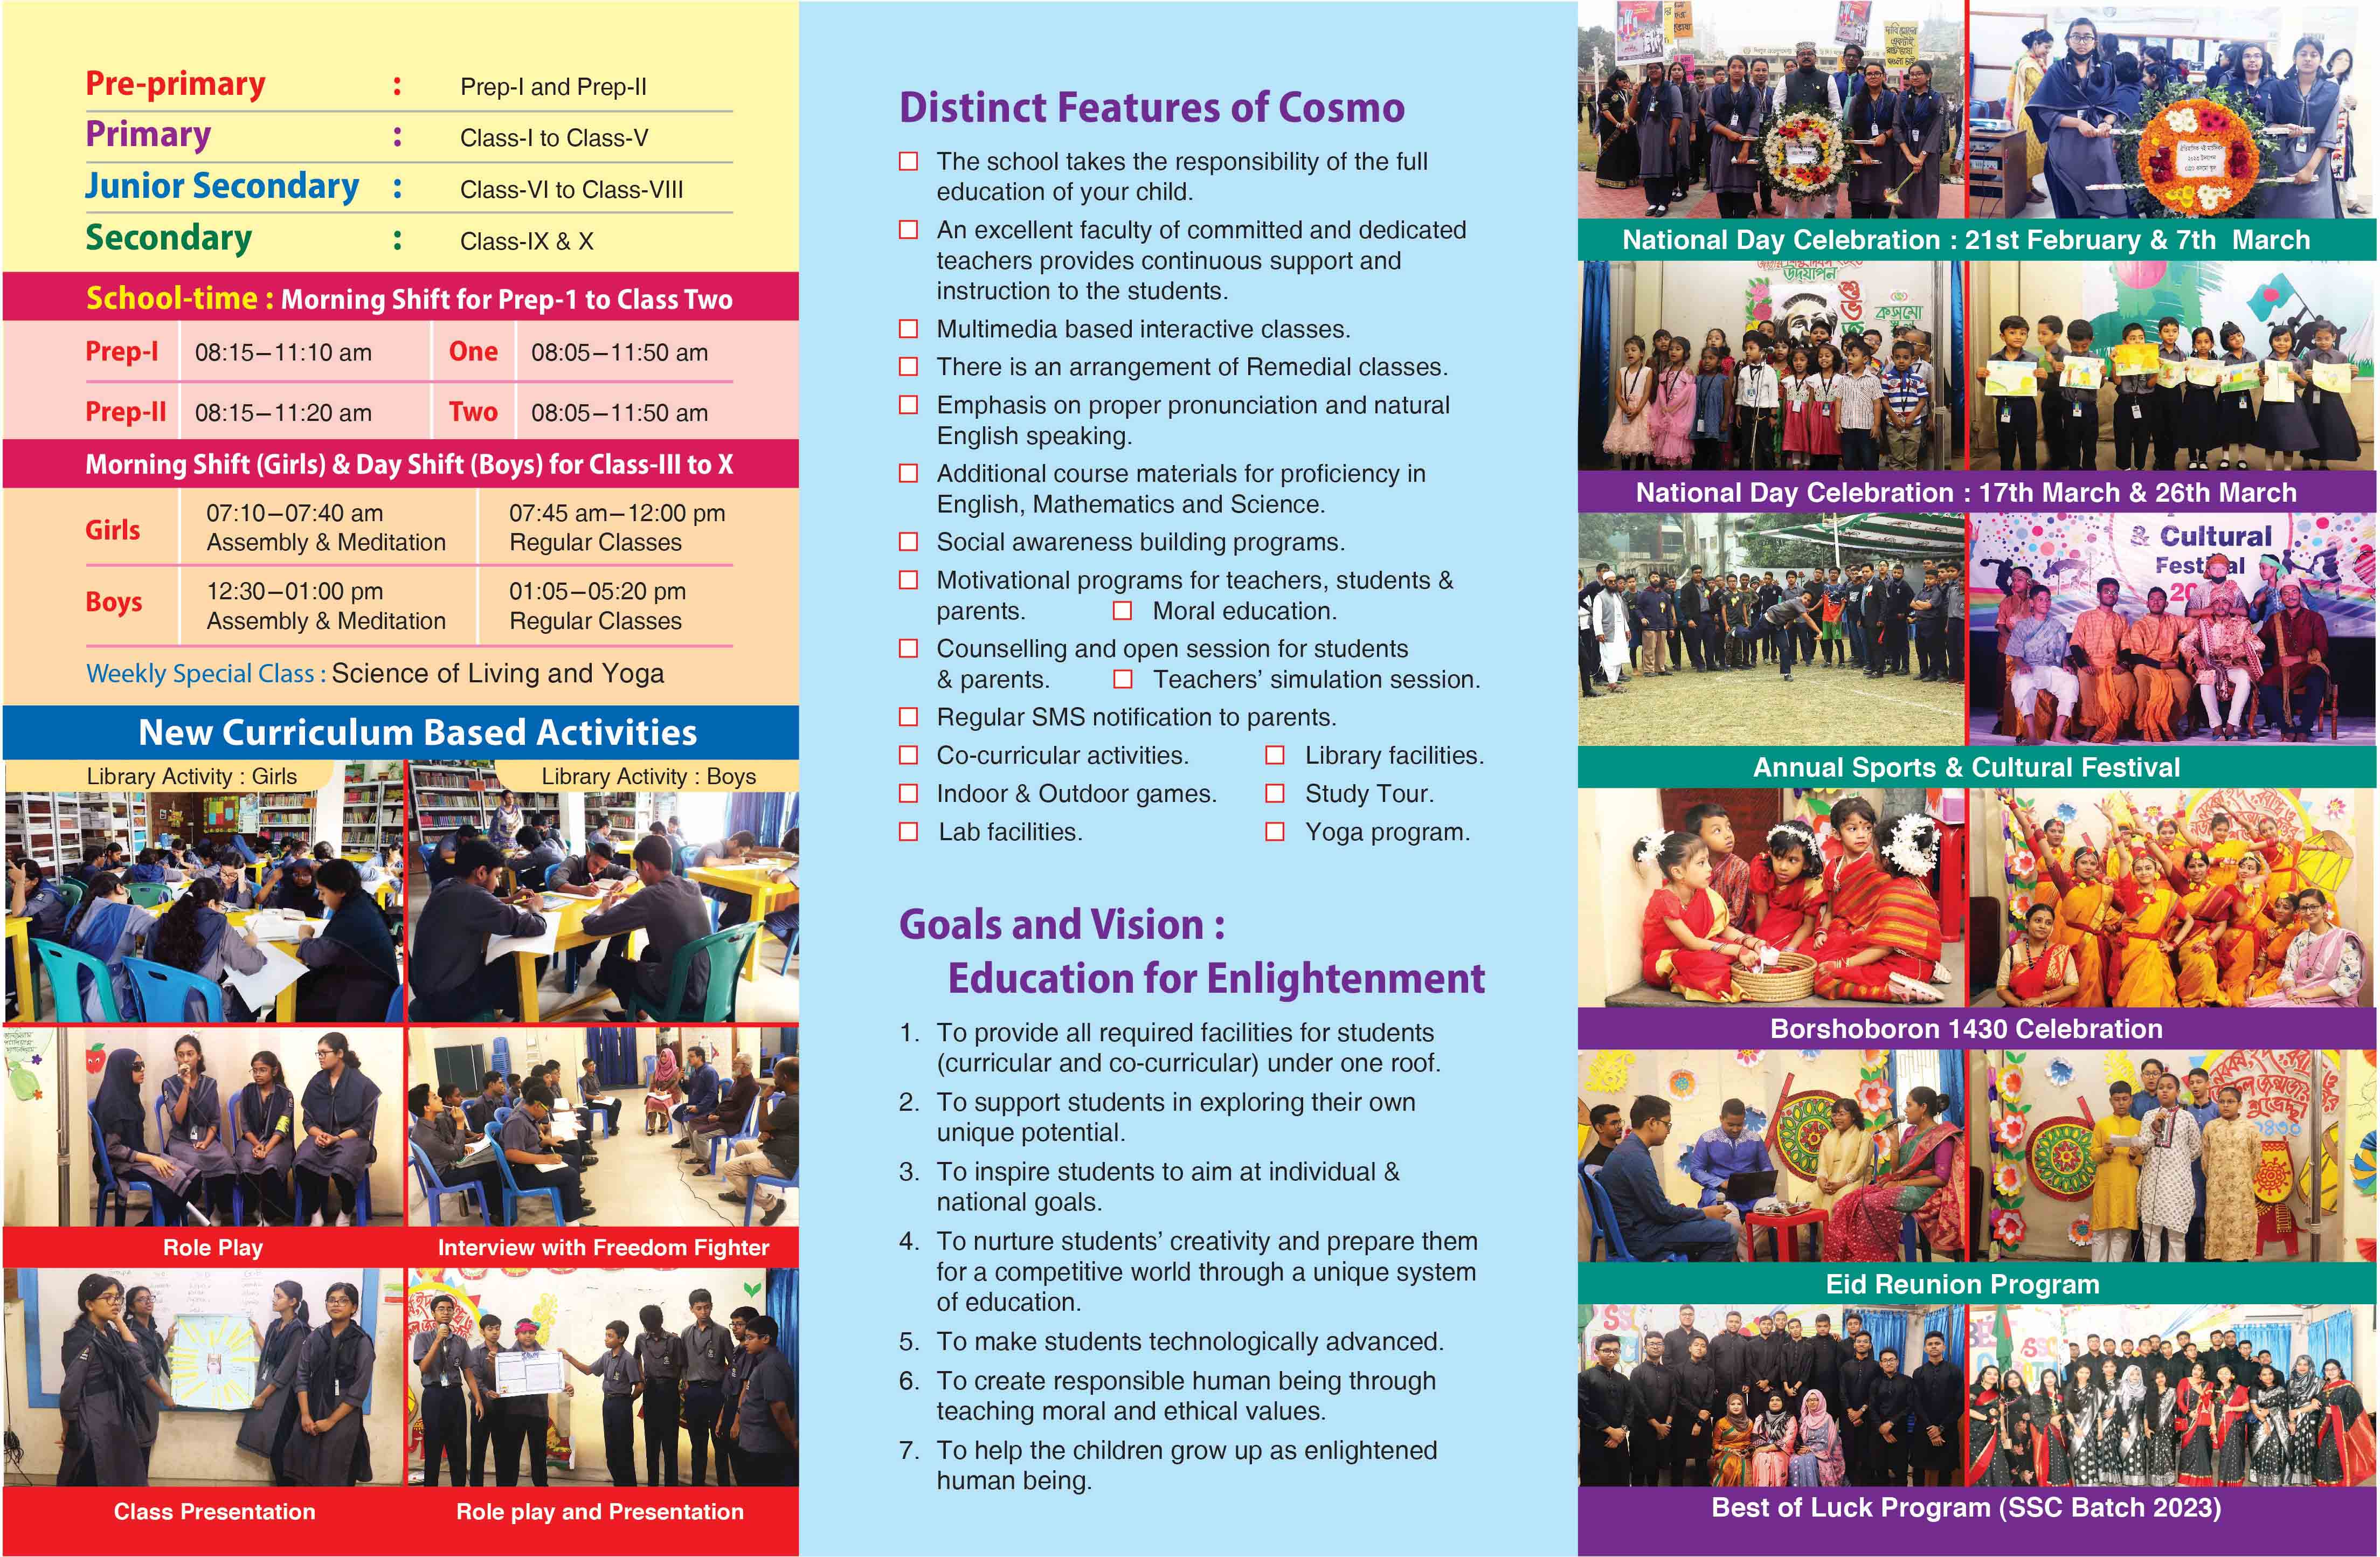 Pre-primary : Prep-I and Prep-II
Primary : Class-I to Class-V
Junior Secondary : Class-VI to Class-VIII
Secondary : Class-IX & X
School-time : Morning Shift for Prep-1 to Class Two
Prep-I 08:15–11:10 am One 08:05–11:50 am
Prep-II 08:15–11:20 am Two 08:05–11:50 am
Morning Shift (Girls) & Day Shift (Boys) for Class-III to X
Girls
07:10–07:40 am 07:45 am–12:00 pm
Assembly & Meditation Regular Classes
Boys
12:30–01:00 pm 01:05–05:20 pm
Assembly & Meditation Regular Classes
Weekly Special Class : Science of Living and Yoga
New Curriculum Based Activities
Library Activity : Girls
Library Activity : Boys
Role Play
Interview with Freedom Fighter
Class Presentation
Role play and Presentation
Distinct Features of Cosmo
The school takes the responsibility of the full
education of your child.
An excellent faculty of committed and dedicated
teachers provides continuous support and
instruction to the students.
Multimedia based interactive classes.
There is an arrangement of Remedial classes.
Emphasis on proper pronunciation and natural
English speaking.
Additional course materials for proficiency in
English, Mathematics and Science.
Social awareness building programs.
Motivational programs for teachers, students &
parents. Moral education.
Counselling and open session for students
& parents. Teachers’ simulation session.
Regular SMS notification to parents.
Co-curricular activities. Library facilities.
Indoor & Outdoor games. Study Tour.
Lab facilities. Yoga program.
Goals and Vision :
Education for Enlightenment
1. To provide all required facilities for students
(curricular and co-curricular) under one roof.
2. To support students in exploring their own
unique potential.
3. To inspire students to aim at individual &
national goals.
4. To nurture students’ creativity and prepare them
for a competitive world through a unique system
of education.
5. To make students technologically advanced.
6. To create responsible human being through
teaching moral and ethical values.
7. To help the children grow up as enlightened
human being.
National Day Celebration : 21st February & 7th March
উদযাপন
কসমো
National Day Celebration : 17th March & 26th March
& Cultural
Annual Sports & Cultural Festival
Borshoboron 1430 Celebration
১৪৩০
Eid Reunion Program
SSC
Best of Luck Program (SSC Batch 2023)